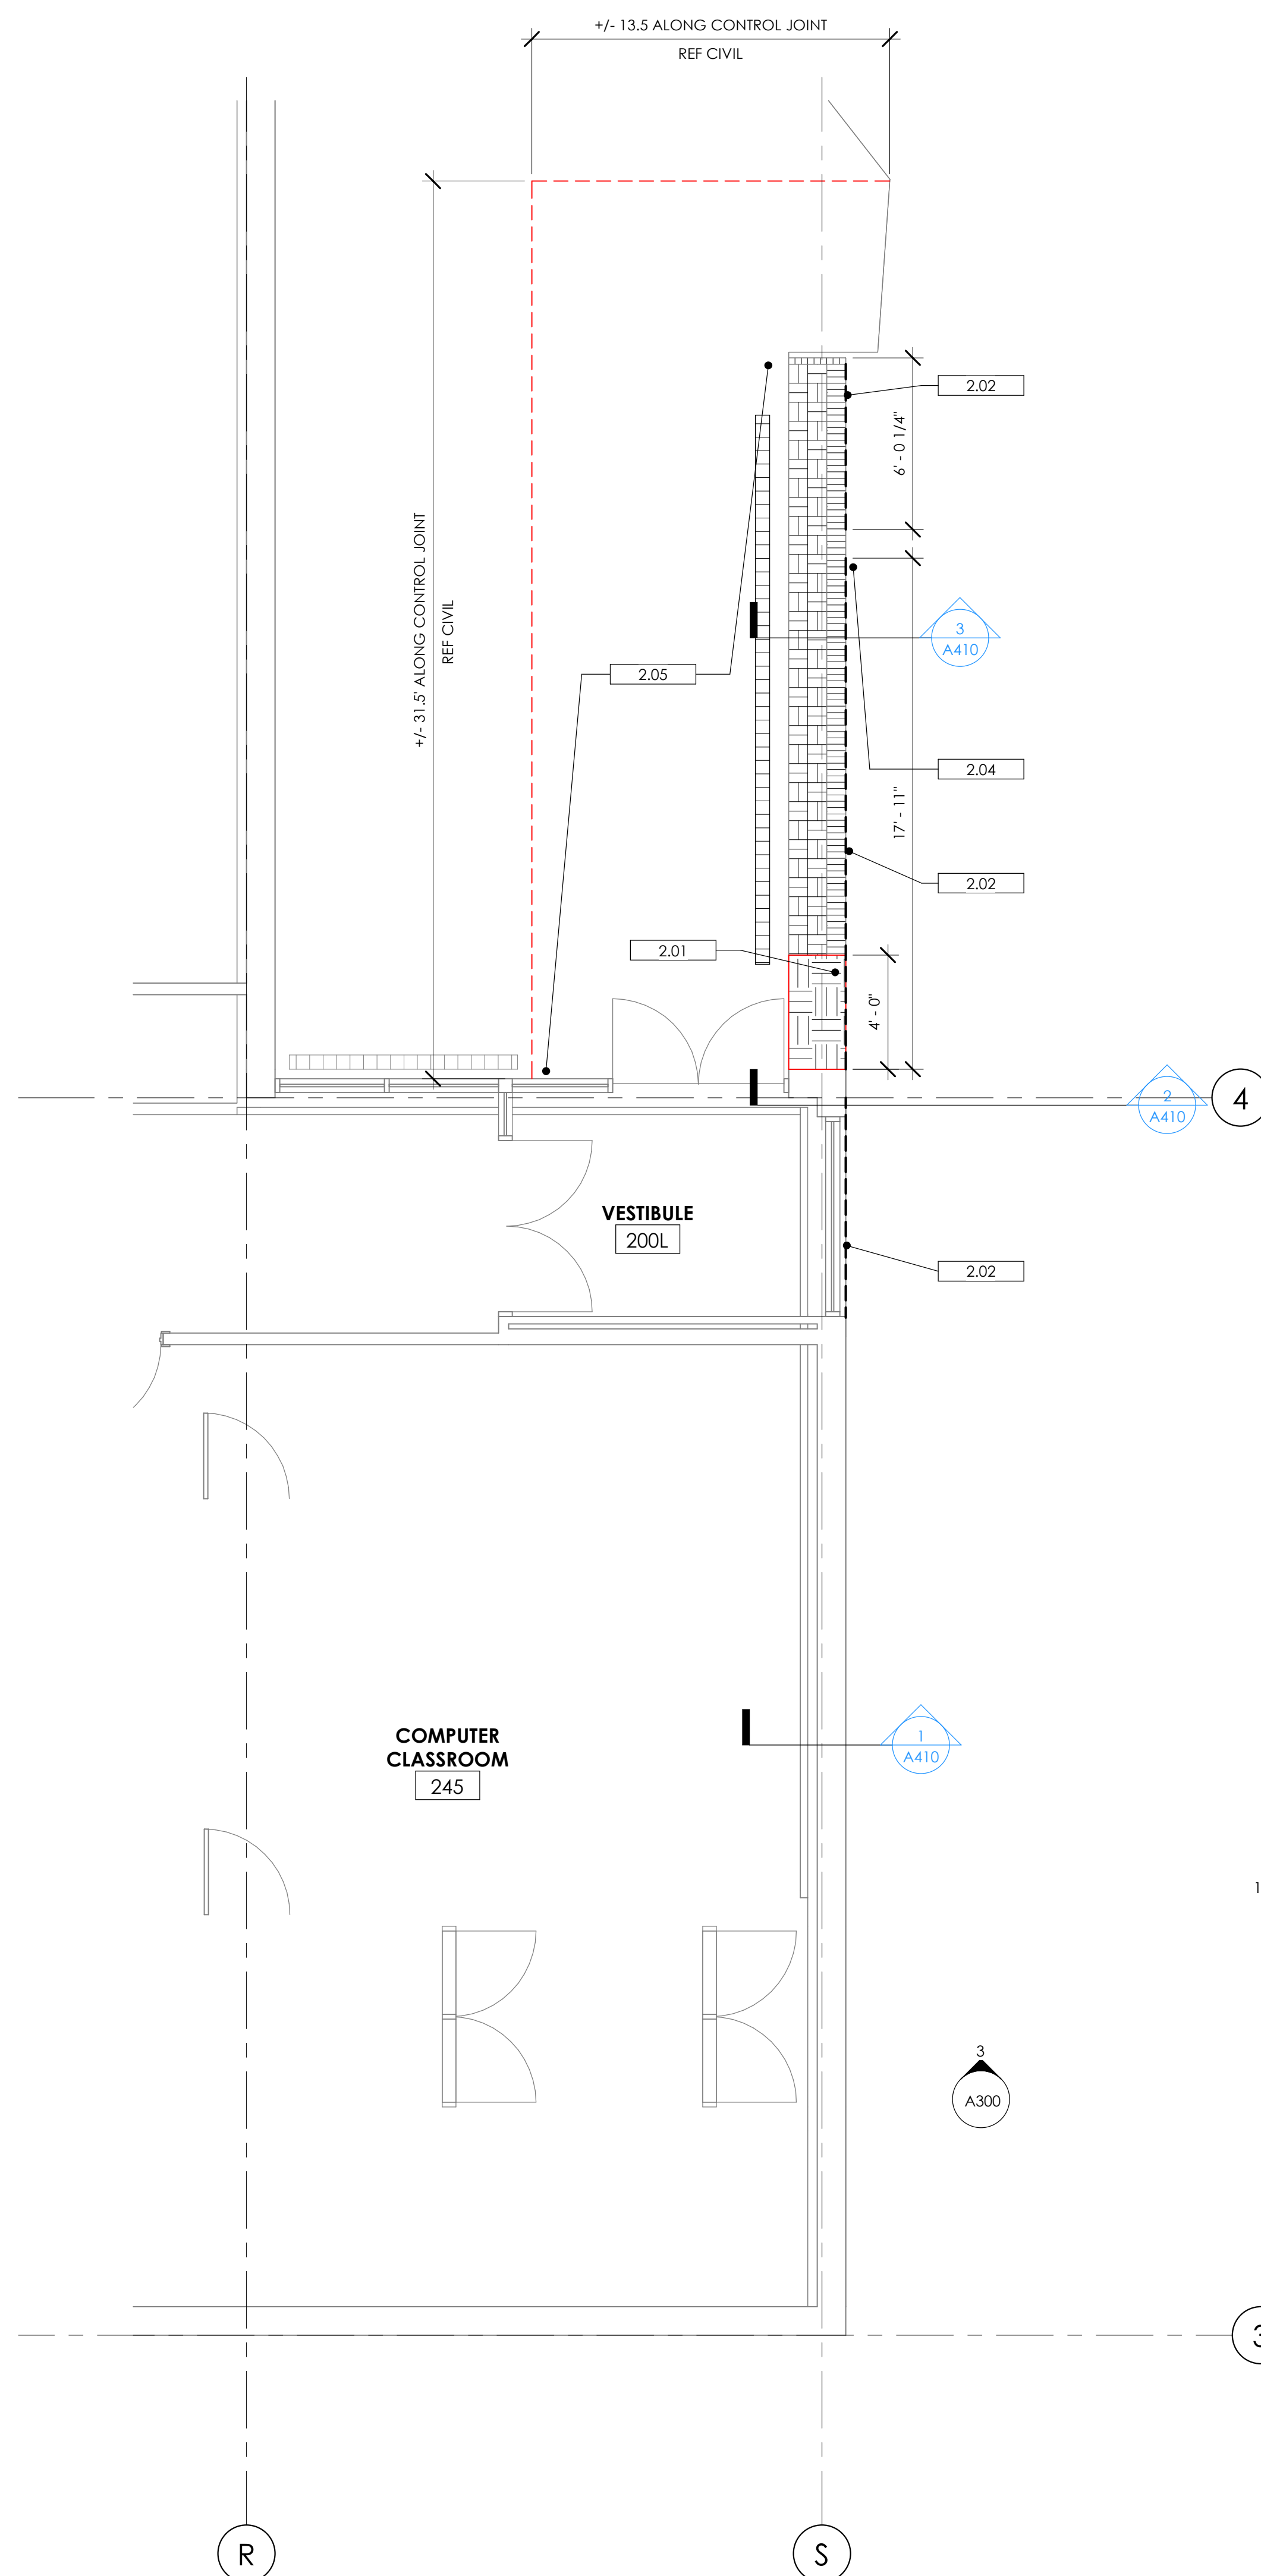 +/- 13.5 ALONG CONTROL JOINT
REF CIVIL
2.02
6' - 0 1/4"
+/- 31.5' ALONG CONTROL JOINT
REF CIVIL
3
A410
2.05
2.04
17' - 11"
2.02
2.01
4' - 0"
2
A410
4
VESTIBULE
200L
2.02
COMPUTER
CLASSROOM
245
1
A410
1
3
A300
3
R
S